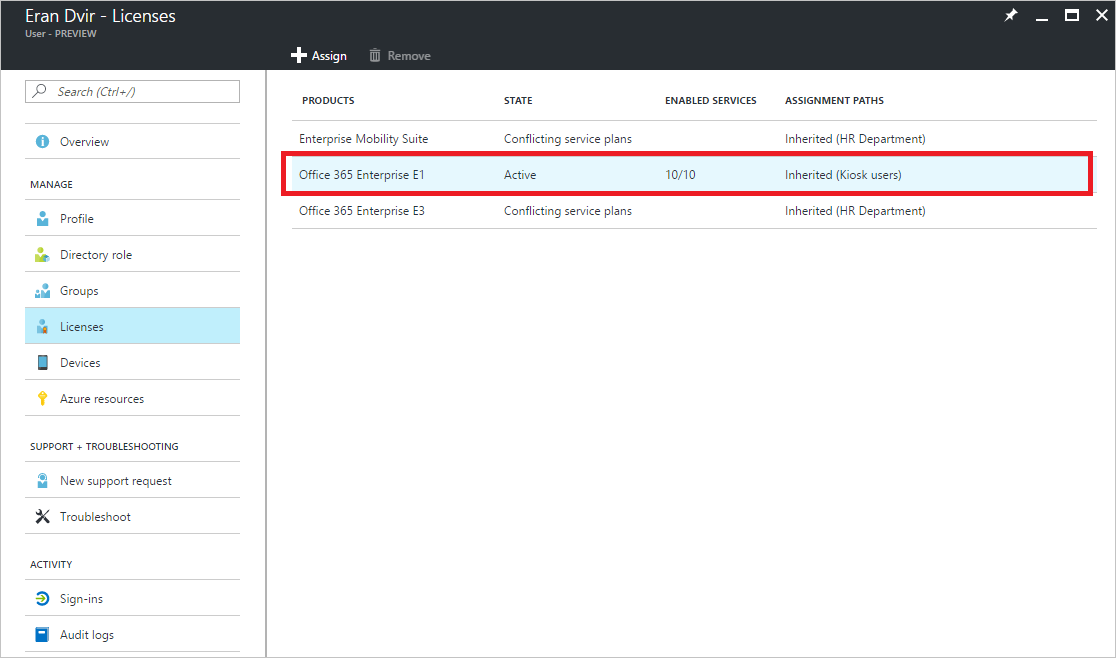 Eran Dvir - Licenses
User - PREVIEW
Assign Remove
Search (Ctrl+/)
Overview
MANAGE
Profile
Directory role
Groups
Licenses
Devices
Azure resources
SUPPORT + TROUBLESHOOTING
New support request
Troubleshoot
ACTIVITY
Sign-ins
Audit logs
PRODUCTS STATE ENABLED SERVICES ASSIGNMENT PATHS
Enterprise Mobility Suite Conflicting service plans Inherited (HR Department)
Office 365 Enterprise E1 Active 10/10 Inherited (Kiosk users)
Office 365 Enterprise E3 Conflicting service plans Inherited (HR Department)